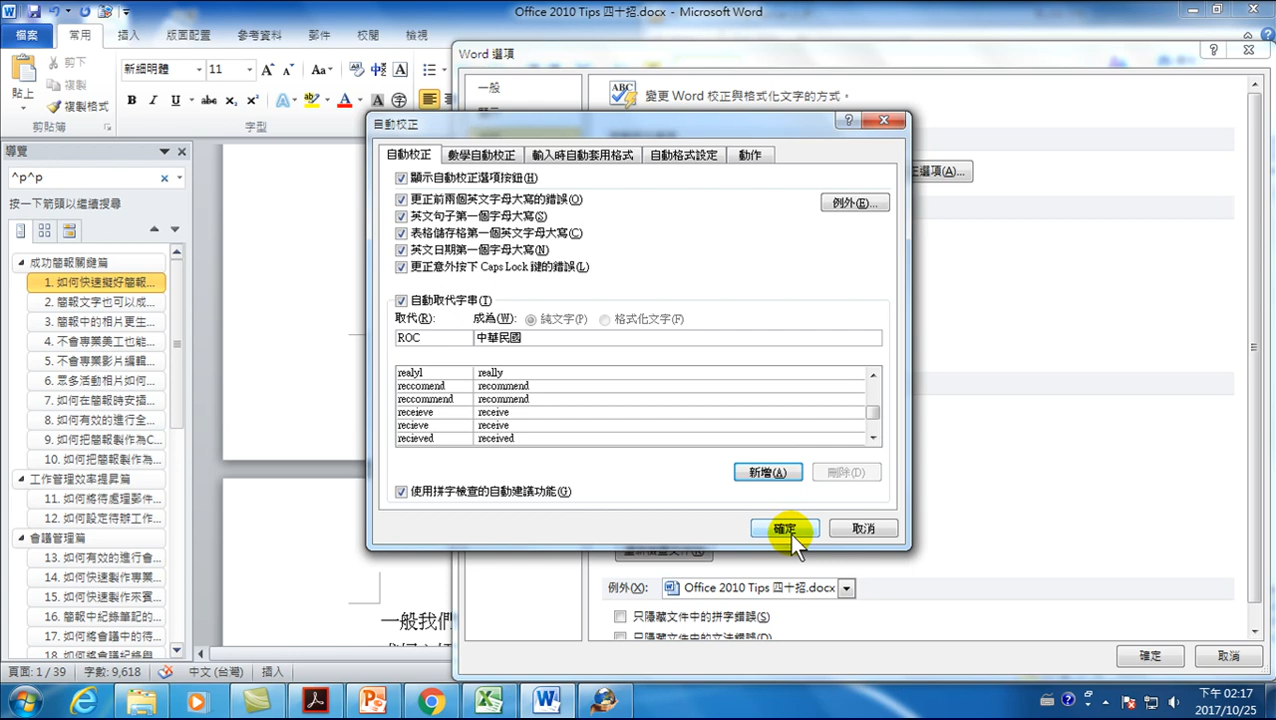 Office 2010 Tips 四十招.docx - Microsoft Word
檔案 常用 插入 版面配置 參考資料 郵件 校閱 檢視
貼上
剪下
複製
複製格式
剪貼簿
新細明體 11
字型
導覽
^p^p
按一下箭頭以繼續搜尋
成功簡報關鍵篇
1. 如何快速擬好簡報...
2. 簡報文字也可以成...
3. 簡報中的相片更生...
4. 不會專業美工也能...
5. 不會專業影片編輯...
6. 眾多活動相片如何...
7. 如何在簡報時安插...
8. 如何有效的進行全...
9. 如何把簡報製作為C...
10. 如何把簡報製作為...
工作管理效率提昇篇
11. 如何將待處理郵件...
12. 如何設定待辦工作...
會議管理篇
13. 如何有效的進行會...
14. 如何快速製作專業...
15. 如何快速製作來賓...
16. 簡報中紀錄筆記的...
17. 如何將會議中的待...
18. 如何將會議紀錄與...
一般我們
Word 選項
一般
變更 Word 校正與格式化文字的方式。
選項(A)...
自動校正
自動校正 數學自動校正 輸入時自動套用格式 自動格式設定 動作
顯示自動校正選項按鈕(H)
更正前兩個英文字母大寫的錯誤(O)
例外(E)...
英文句子第一個字母大寫(S)
表格儲存格第一個英文字母大寫(C)
英文日期第一個字母大寫(N)
更正意外按下 Caps Lock 鍵的錯誤(L)
自動取代字串(T)
取代(R): 成為(W): 純文字(P) 格式化文字(F)
ROC 中華民國
realyl really
reccomend recommend
reccommend recommend
receieve receive
recieve receive
recieved received
新增(A) 刪除(D)
使用拼字檢查的自動建議功能(G)
確定 取消
例外(X): Office 2010 Tips 四十招.docx
只隱藏文件中的拼字錯誤(S)
只隱藏文件中的文法錯誤(D)
確定 取消
頁面: 1 / 39 字數: 9,618 中文 (台灣) 插入
下午 02:17
2017/10/25